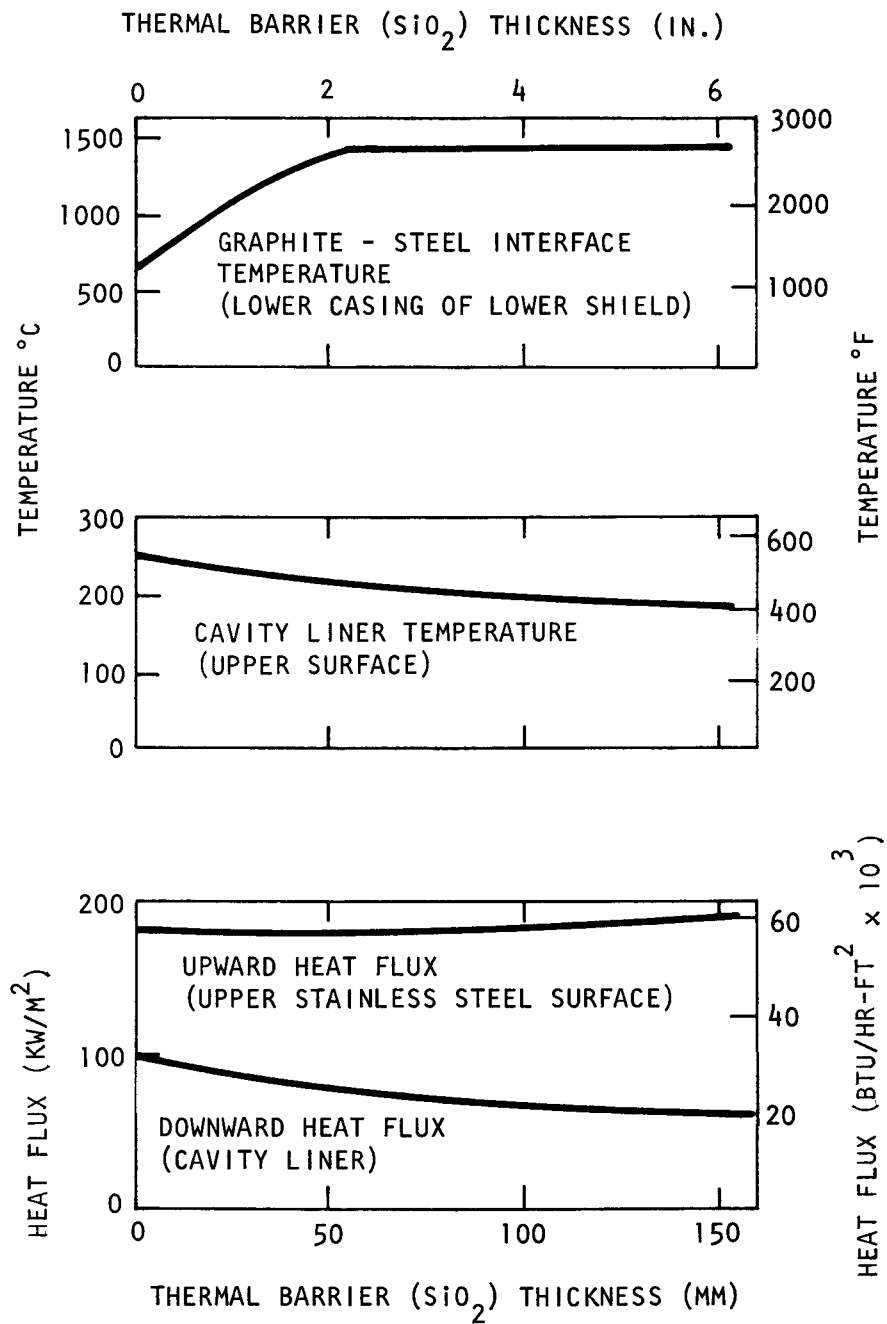 THERMAL BARRIER (SiO2) THICKNESS (IN.)
0 2 4 6
1500
1000
500
0
3000
2000
1000
GRAPHITE - STEEL INTERFACE
TEMPERATURE
(LOWER CASING OF LOWER SHIELD)
TEMPERATURE °C
TEMPERATURE °F
300
200
100
0
600
400
200
CAVITY LINER TEMPERATURE
(UPPER SURFACE)
200
100
0
60
40
20
UPWARD HEAT FLUX
(UPPER STAINLESS STEEL SURFACE)
DOWNWARD HEAT FLUX
(CAVITY LINER)
HEAT FLUX (KW/M2)
HEAT FLUX (BTU/HR-FT2 x 103)
0 50 100 150
THERMAL BARRIER (SiO2) THICKNESS (MM)